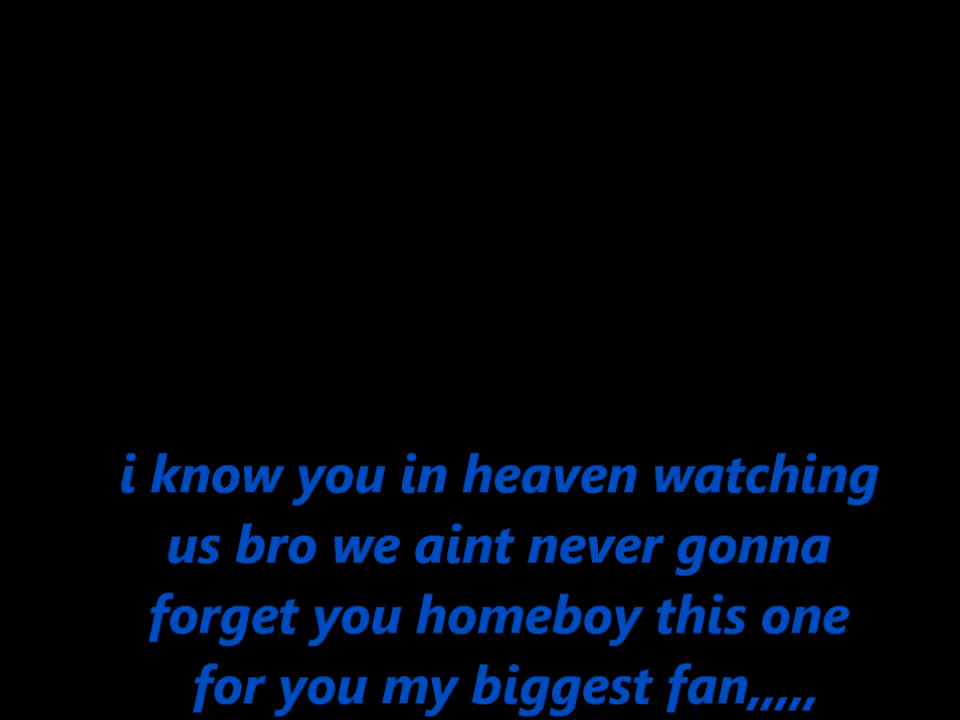 i know you in heaven watching
us bro we aint never gonna
forget you homeboy this one
for you my biggest fan,,,,,